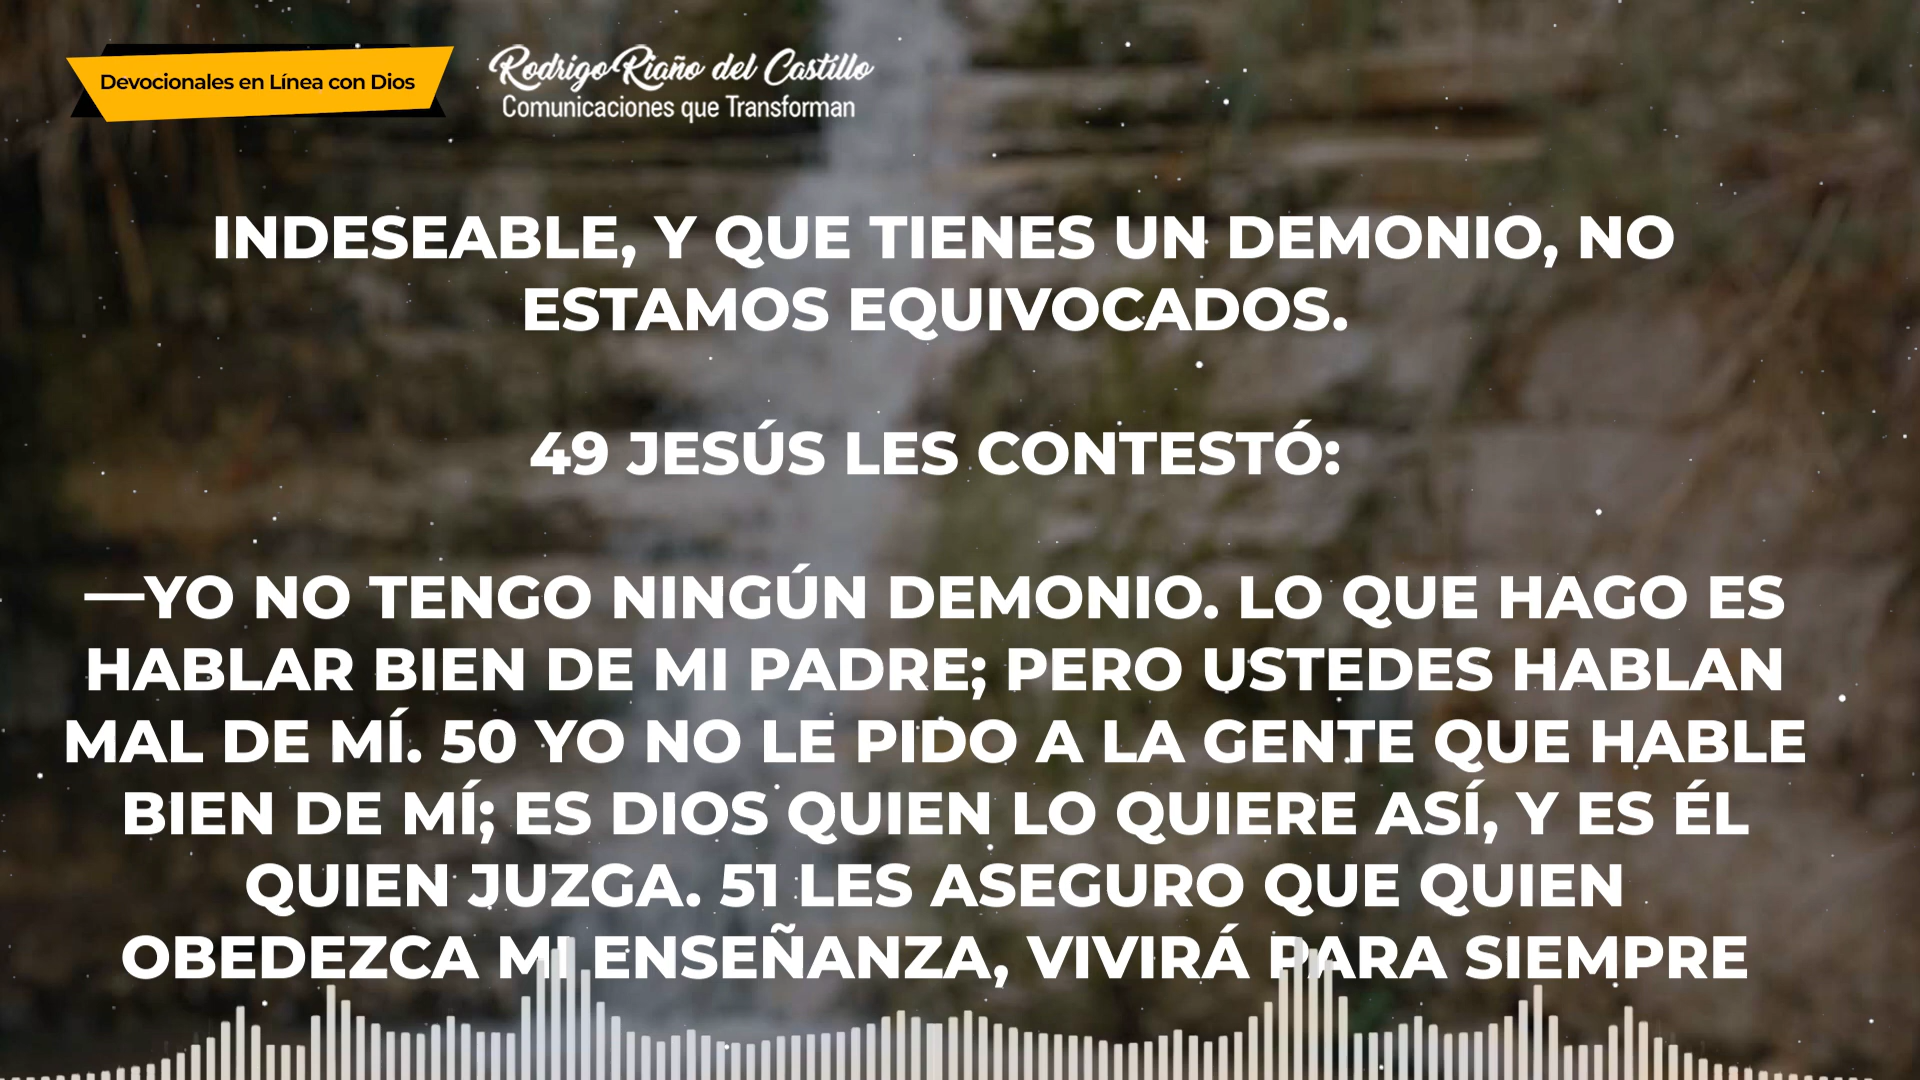 Devocionales en Línea con Dios
Rodrigo Riaño del Castillo
Comunicaciones que Transforman
INDESEABLE, Y QUE TIENES UN DEMONIO, NO
ESTAMOS EQUIVOCADOS.
49 JESÚS LES CONTESTÓ:
—YO NO TENGO NINGÚN DEMONIO. LO QUE HAGO ES
HABLAR BIEN DE MI PADRE; PERO USTEDES HABLAN
MAL DE MÍ. 50 YO NO LE PIDO A LA GENTE QUE HABLE
BIEN DE MÍ; ES DIOS QUIEN LO QUIERE ASÍ, Y ES ÉL
QUIEN JUZGA. 51 LES ASEGURO QUE QUIEN
OBEDEZCA MI ENSEÑANZA, VIVIRÁ PARA SIEMPRE